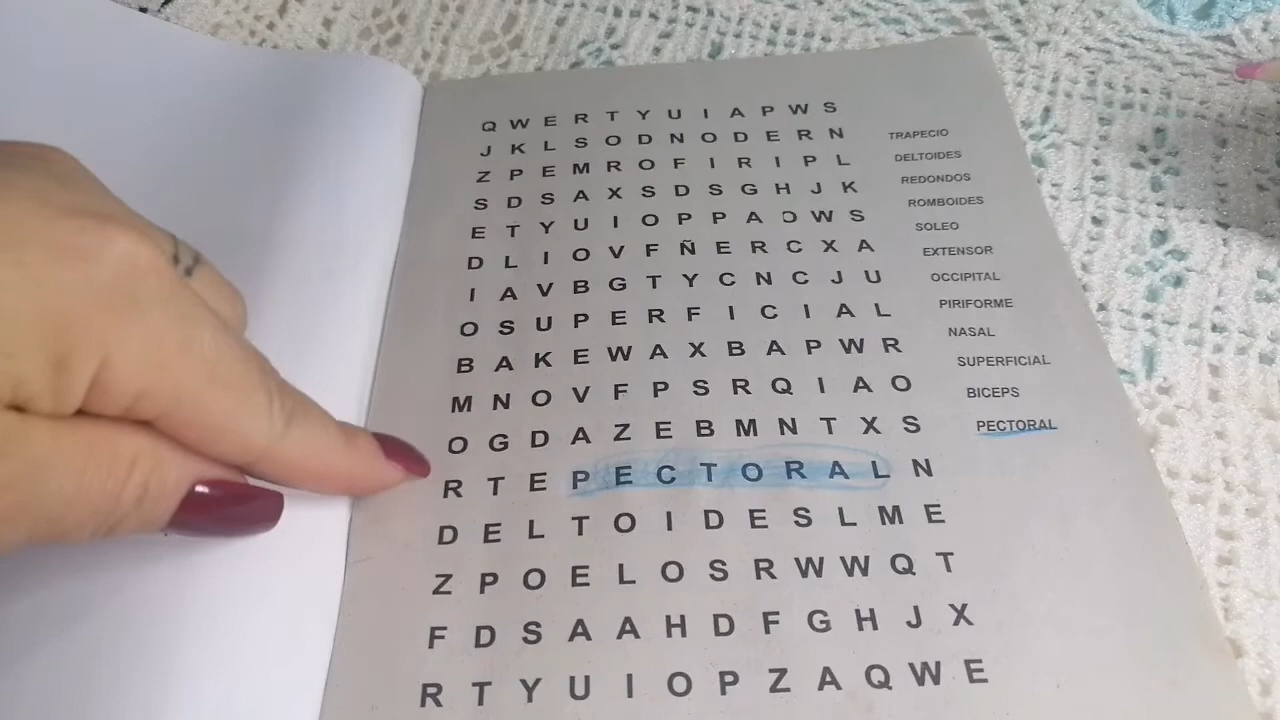 Q W E R T Y U I A P W S
J K L S O D N O D E R N
Z P E M R O F I R I P L
S D S A X S D S G H J K
E T Y U I O P P A O W S
D L I O V F Ñ E R C X A
I A V B G T Y C N C J U
O S U P E R F I C I A L
B A K E W A X B A P W R
M N O V F P S R Q I A O
O G D A Z E B M N T X S
R T E P E C T O R A L N
D E L T O I D E S L M E
Z P O E L O S R W W Q T
F D S A A H D F G H J X
R T Y U I O P Z A Q W E
TRAPECIO
DELTOIDES
REDONDOS
ROMBOIDES
SOLEO
EXTENSOR
OCCIPITAL
PIRIFORME
NASAL
SUPERFICIAL
BICEPS
PECTORAL